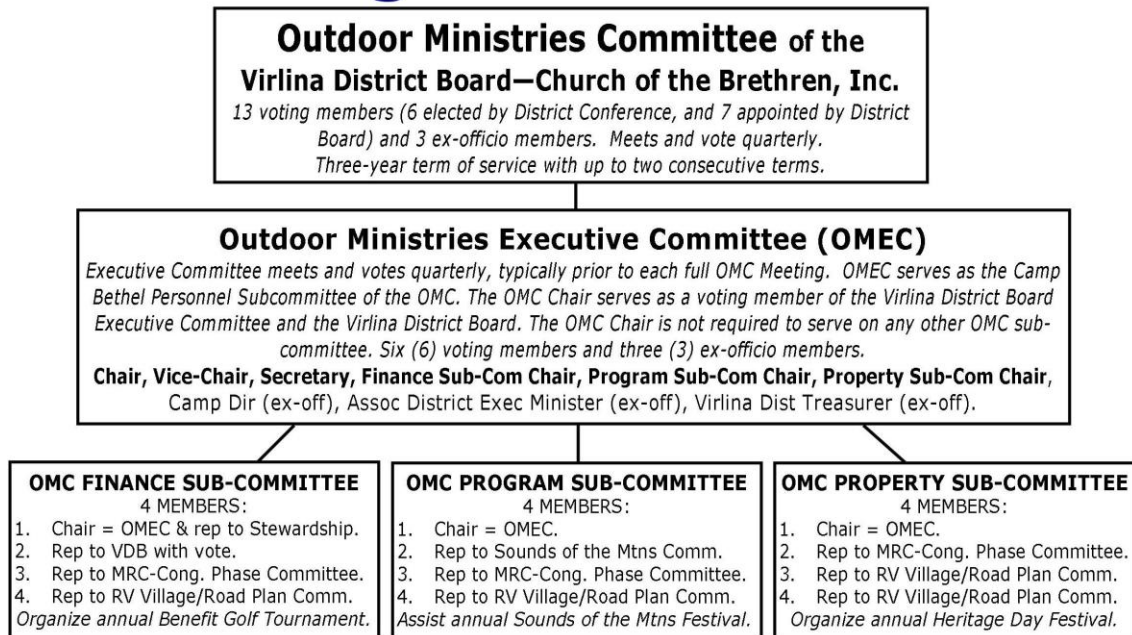 Outdoor Ministries Committee of the
Virlina District Board—Church of the Brethren, Inc.
13 voting members (6 elected by District Conference, and 7 appointed by District
Board) and 3 ex-officio members. Meets and vote quarterly.
Three-year term of service with up to two consecutive terms.
Outdoor Ministries Executive Committee (OMEC)
Executive Committee meets and votes quarterly, typically prior to each full OMC Meeting. OMEC serves as the Camp
Bethel Personnel Subcommittee of the OMC. The OMC Chair serves as a voting member of the Virlina District Board
Executive Committee and the Virlina District Board. The OMC Chair is not required to serve on any other OMC sub-
committee. Six (6) voting members and three (3) ex-officio members.
Chair, Vice-Chair, Secretary, Finance Sub-Com Chair, Program Sub-Com Chair, Property Sub-Com Chair,
Camp Dir (ex-off), Assoc District Exec Minister (ex-off), Virlina Dist Treasurer (ex-off).
OMC FINANCE SUB-COMMITTEE
4 MEMBERS:
1. Chair = OMEC & rep to Stewardship.
2. Rep to VDB with vote.
3. Rep to MRC-Cong. Phase Committee.
4. Rep to RV Village/Road Plan Comm.
Organize annual Benefit Golf Tournament.
OMC PROGRAM SUB-COMMITTEE
4 MEMBERS:
1. Chair = OMEC.
2. Rep to Sounds of the Mtns Comm.
3. Rep to MRC-Cong. Phase Committee.
4. Rep to RV Village/Road Plan Comm.
Assist annual Sounds of the Mtns Festival.
OMC PROPERTY SUB-COMMITTEE
4 MEMBERS:
1. Chair = OMEC.
2. Rep to MRC-Cong. Phase Committee.
3. Rep to RV Village/Road Plan Comm.
4. Rep to RV Village/Road Plan Comm.
Organize annual Heritage Day Festival.